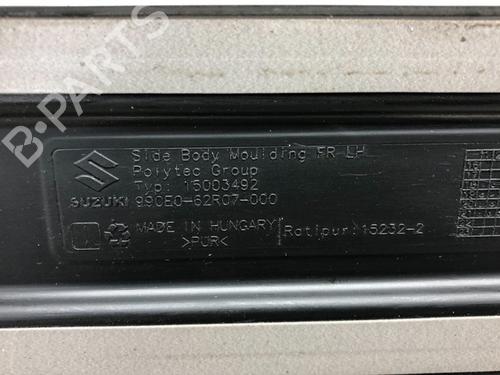 B-PARTS
Side Body Moulding FR LH
Polytec Group
Typ: 15003492
SUZUKI 990E0-62R07-000
MADE IN HUNGARY
>PUR<
Ratipur: 15232-2